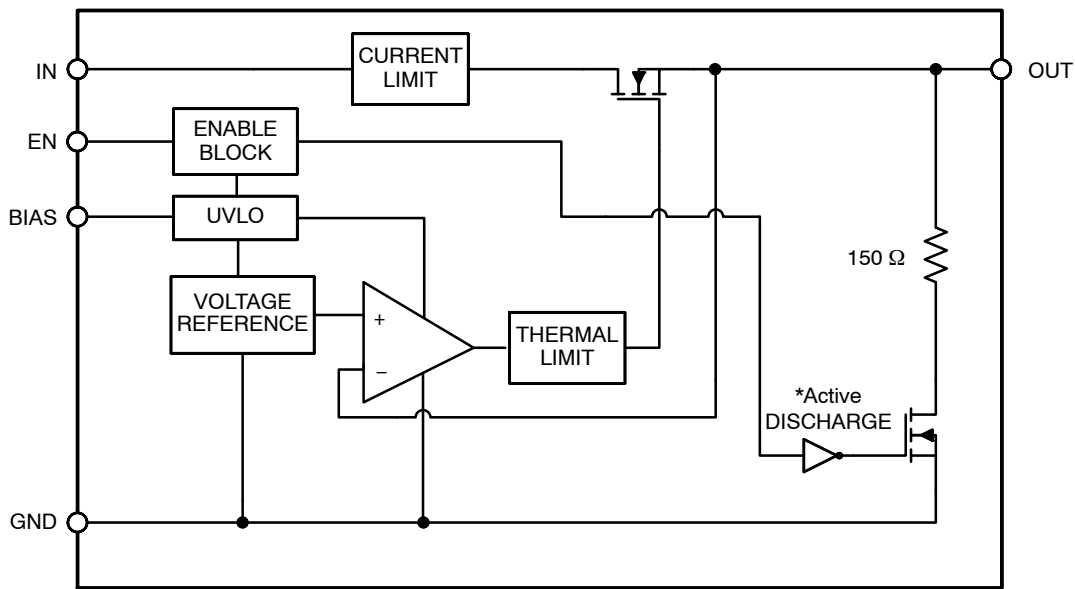 IN
CURRENT
LIMIT
OUT
EN
ENABLE
BLOCK
BIAS
UVLO
150 Ω
VOLTAGE
REFERENCE
+
−
THERMAL
LIMIT
*Active
DISCHARGE
GND